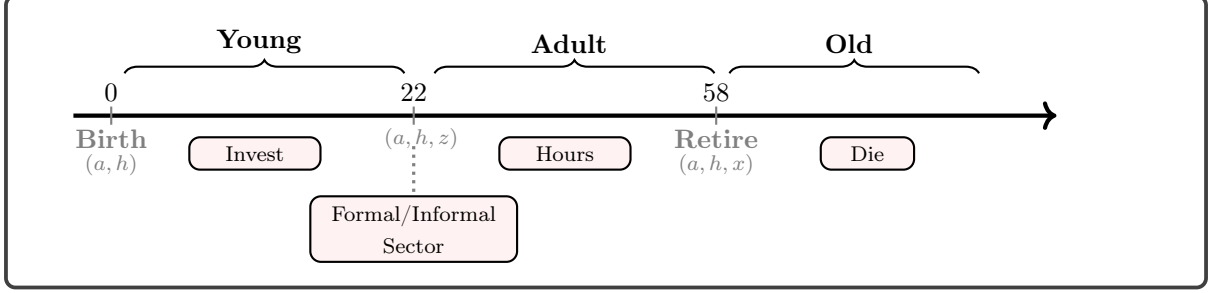 Young Adult Old
0 22 58
Birth (a, h, z) Retire
(a, h) (a, h, x)
Invest Hours Die
Formal/Informal
Sector